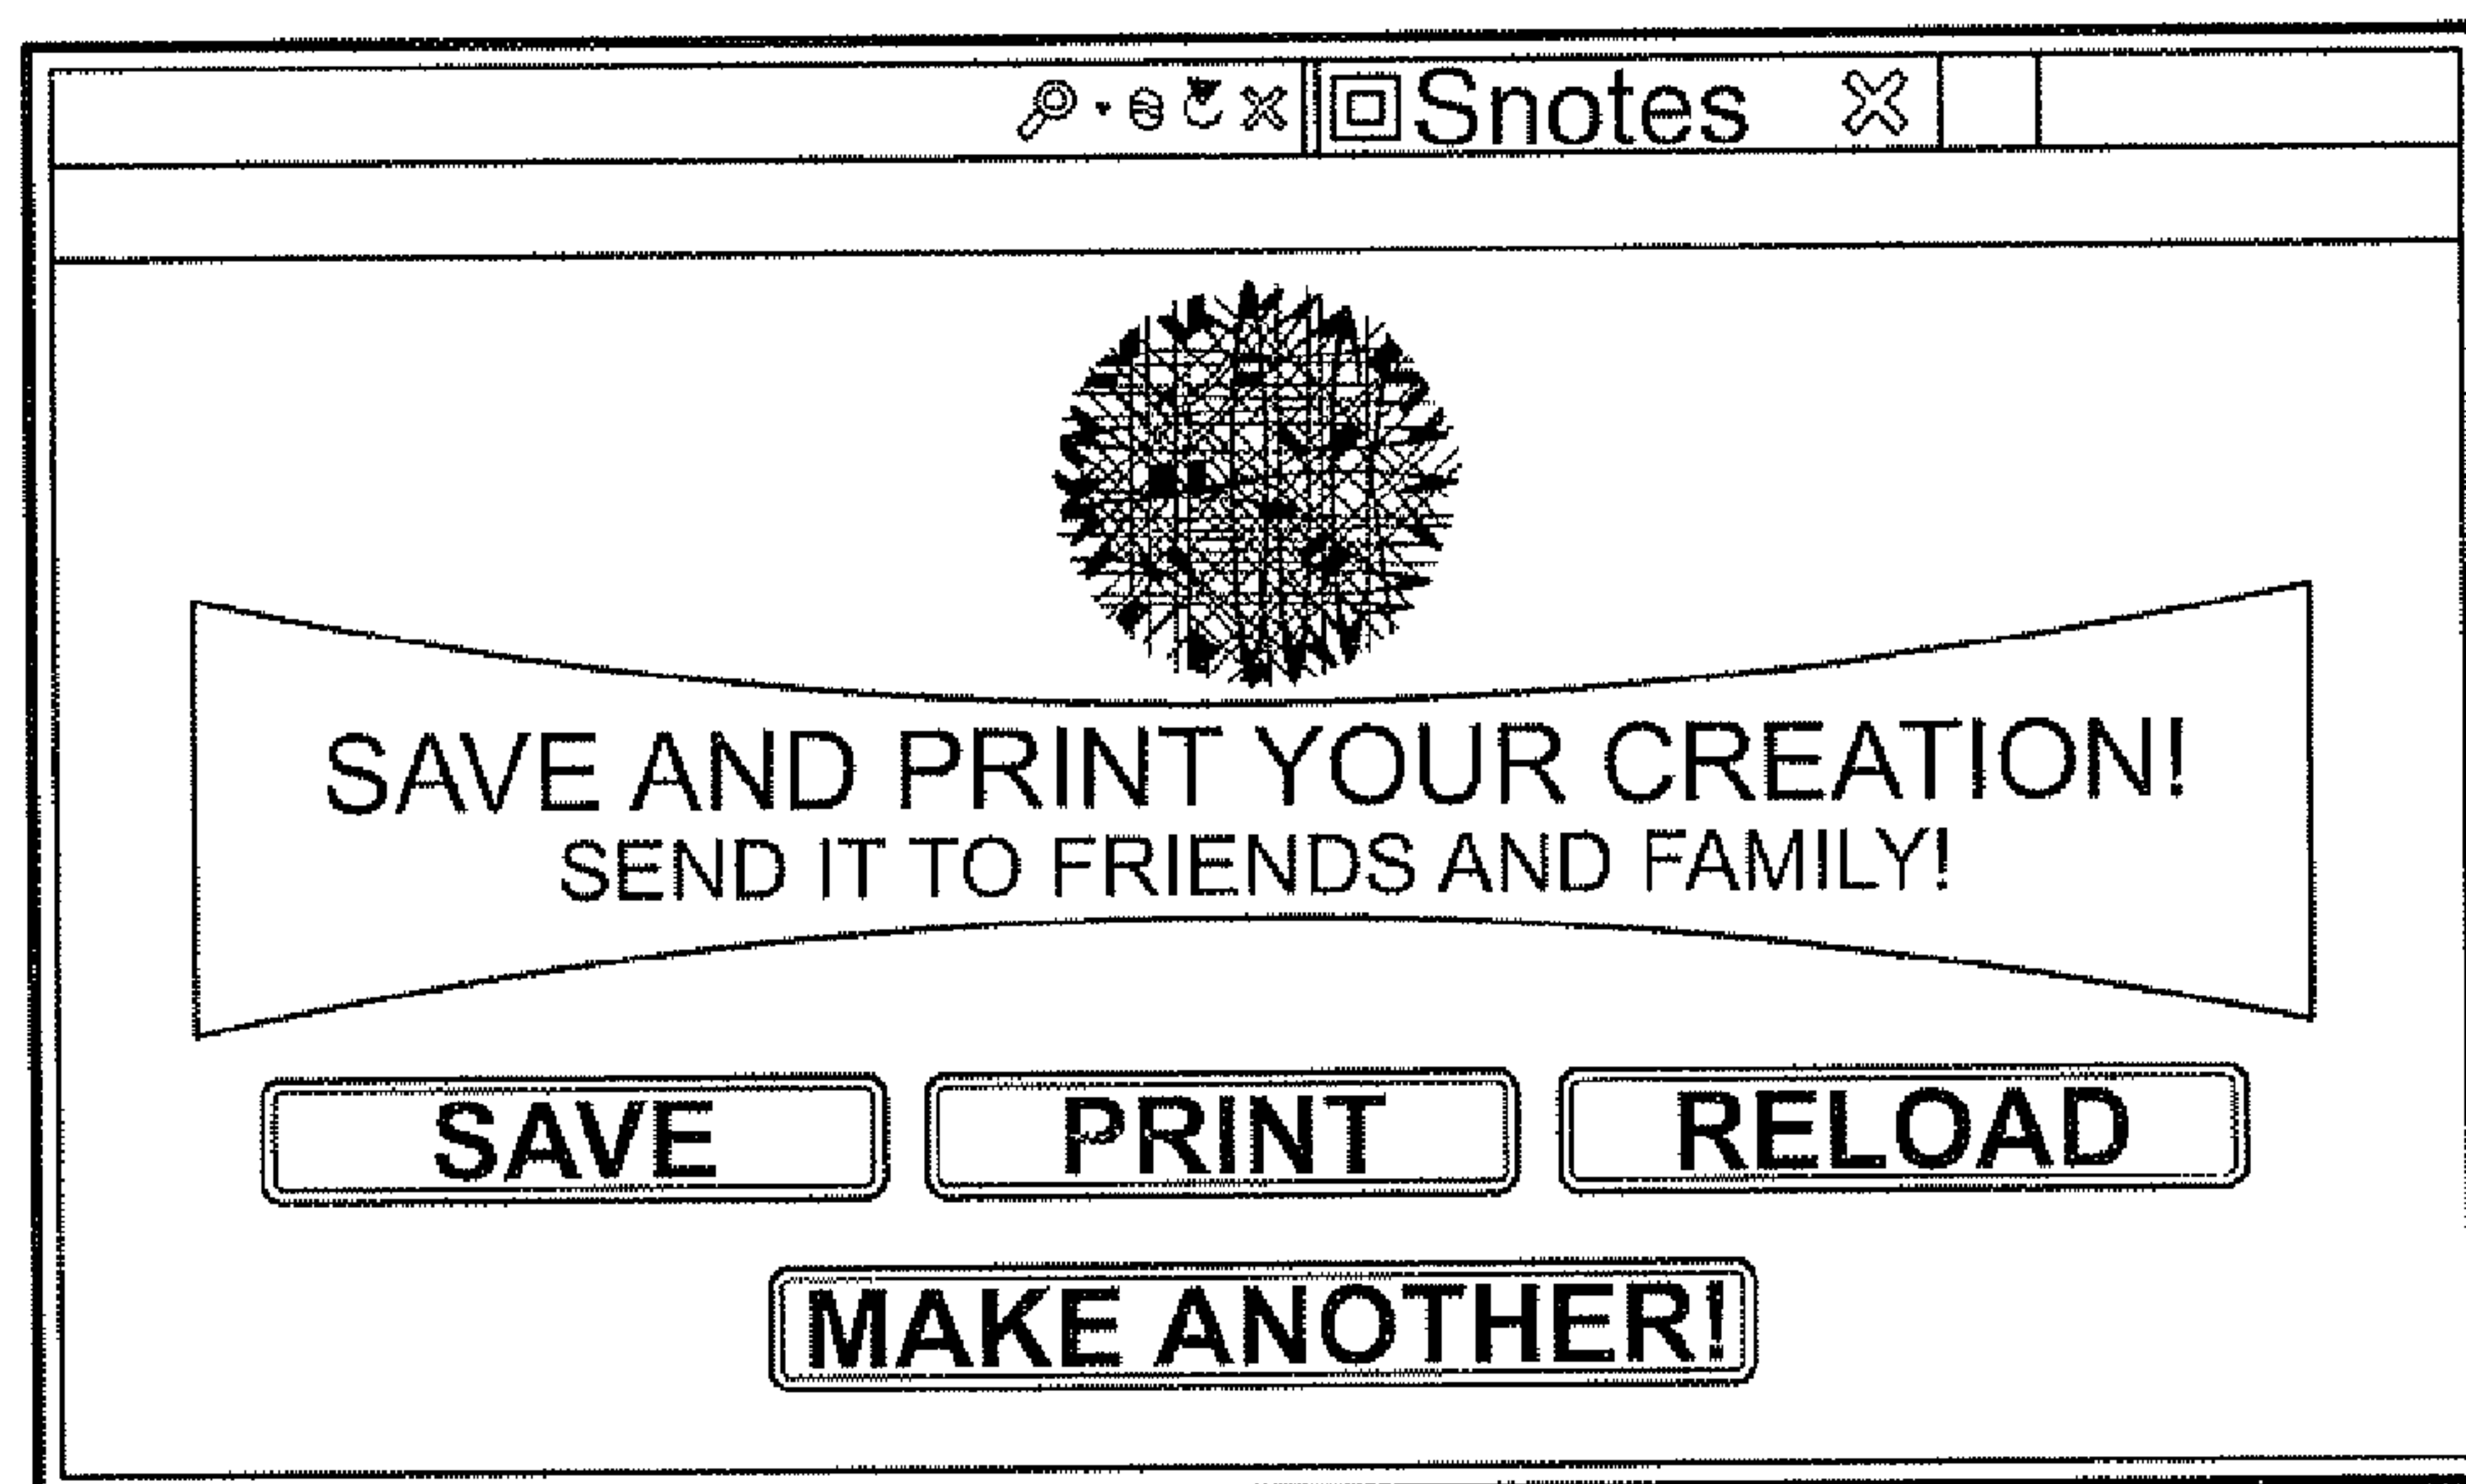 Snotes
SAVE AND PRINT YOUR CREATION!
SEND IT TO FRIENDS AND FAMILY!
SAVE PRINT RELOAD
MAKE ANOTHER!